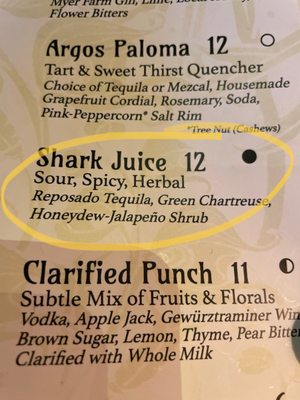 Flower Bitters
Argos Paloma 12
Tart & Sweet Thirst Quencher
Choice of Tequila or Mezcal, Housemade
Grapefruit Cordial, Rosemary, Soda,
Pink-Peppercorn* Salt Rim
*Tree Nut (Cashews)
Shark Juice 12
Sour, Spicy, Herbal
Reposado Tequila, Green Chartreuse,
Honeydew-Jalapeño Shrub
Clarified Punch 11
Subtle Mix of Fruits & Florals
Vodka, Apple Jack, Gewürztraminer Win
Brown Sugar, Lemon, Thyme, Pear Bitter
Clarified with Whole Milk